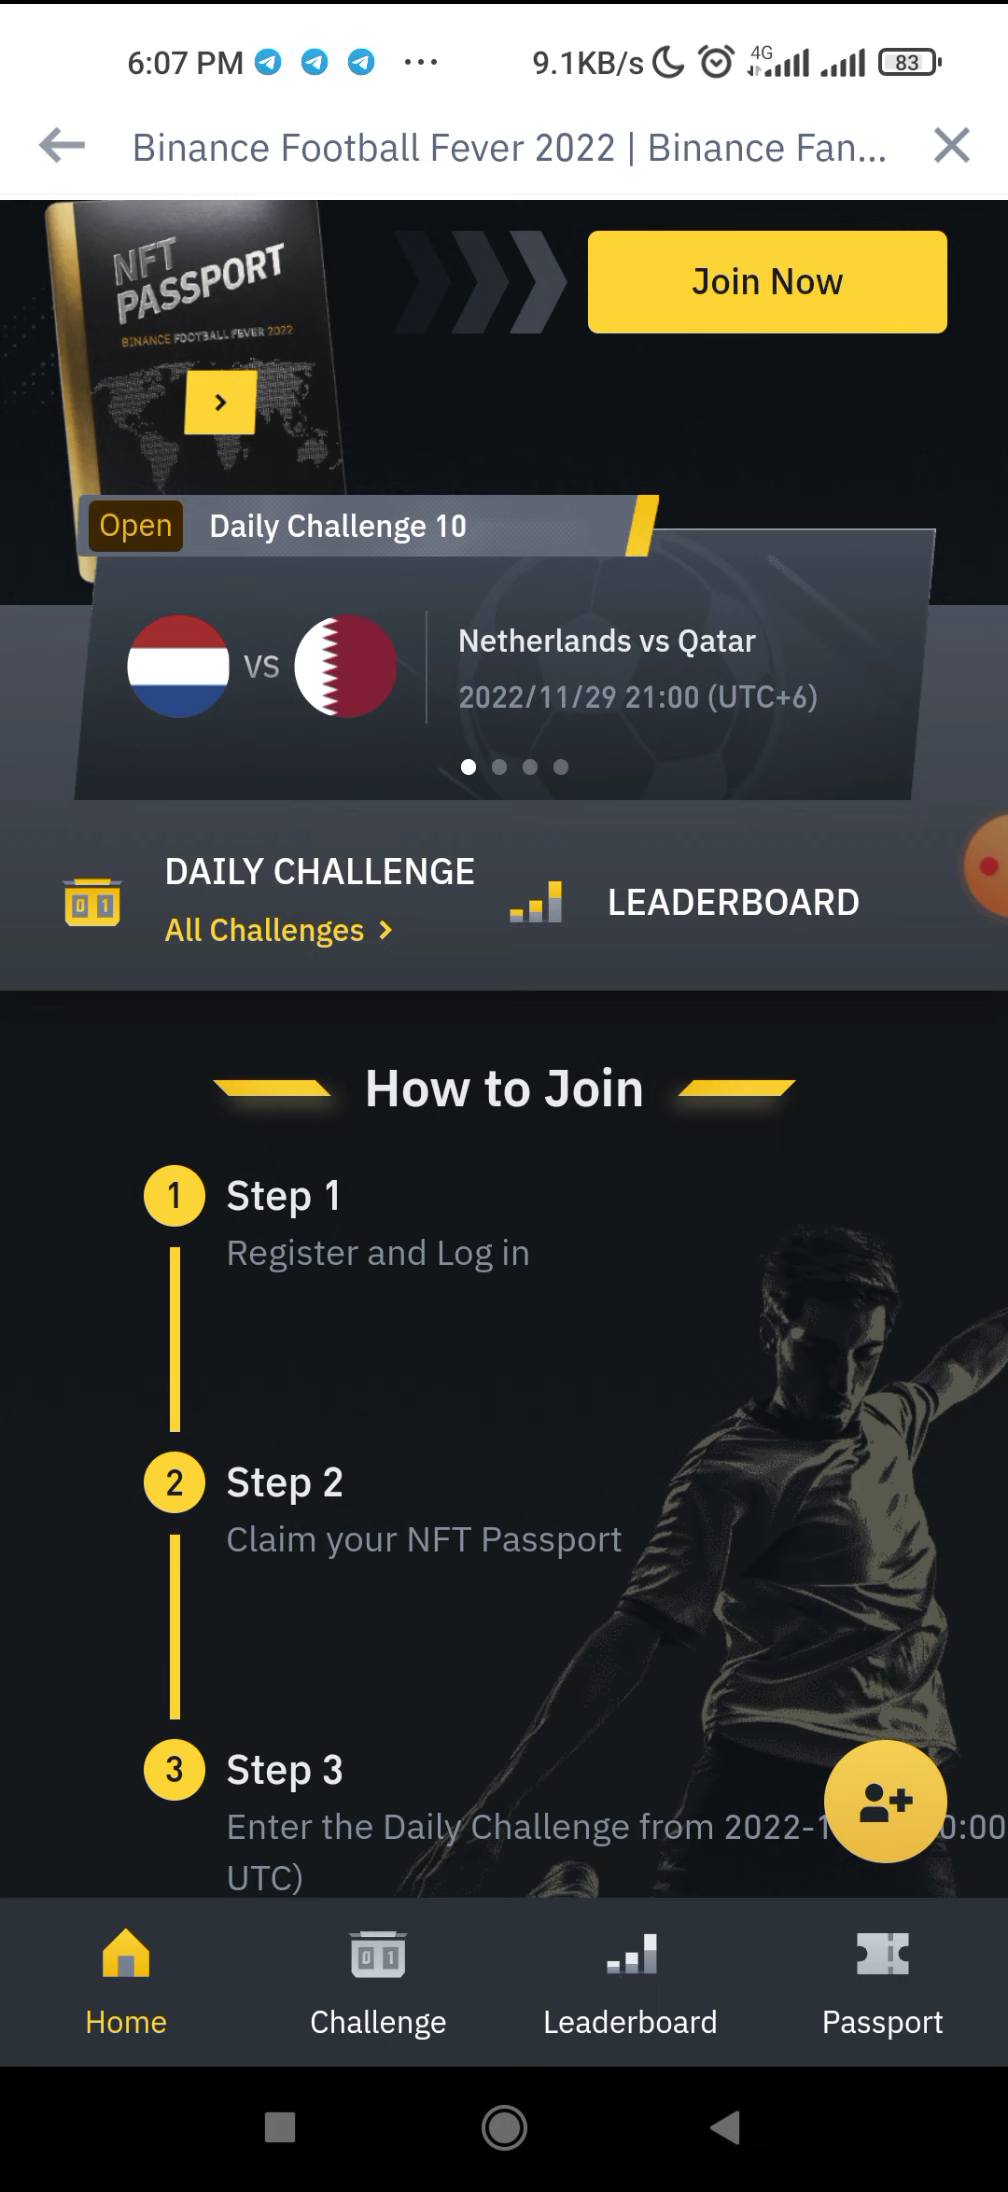 6:07 PM ... 9.1KB/s 4G 83
Binance Football Fever 2022 | Binance Fan...
NFT
PASSPORT
BINANCE FOOTBALL FEVER 2022
Join Now
Open Daily Challenge 10
VS
Netherlands vs Qatar
2022/11/29 21:00 (UTC+6)
DAILY CHALLENGE
All Challenges >
LEADERBOARD
How to Join
1 Step 1
Register and Log in
2 Step 2
Claim your NFT Passport
3 Step 3
Enter the Daily Challenge from 2022-1 0:00
UTC)
Home Challenge Leaderboard Passport